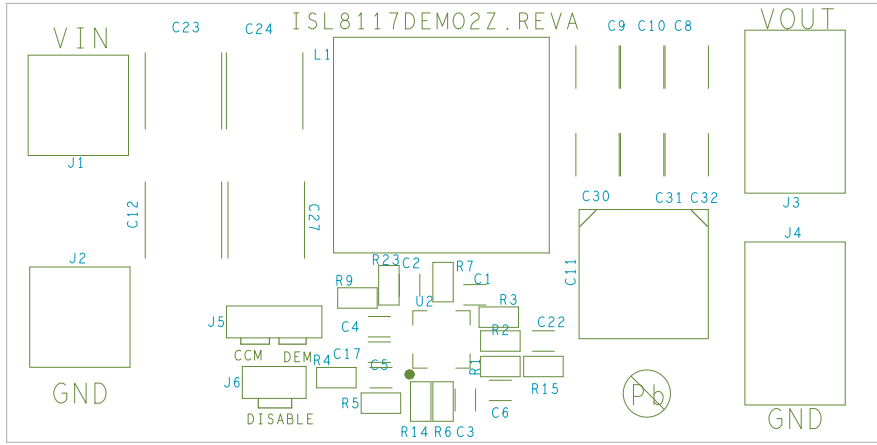 ISL8117DEMO2Z.REVA
VIN
C23
C24
L1
C9
C10
C8
VOUT
J1
C12
C27
C30
C31
C32
J3
J2
J4
R23
C2
R7
C1
R9
U2
C11
R3
J5
C4
R2
C22
CCM
DEM
C17
R4
C5
R1
J6
R15
GND
DISABLE
R5
R14
R6
C3
C6
Pb
GND